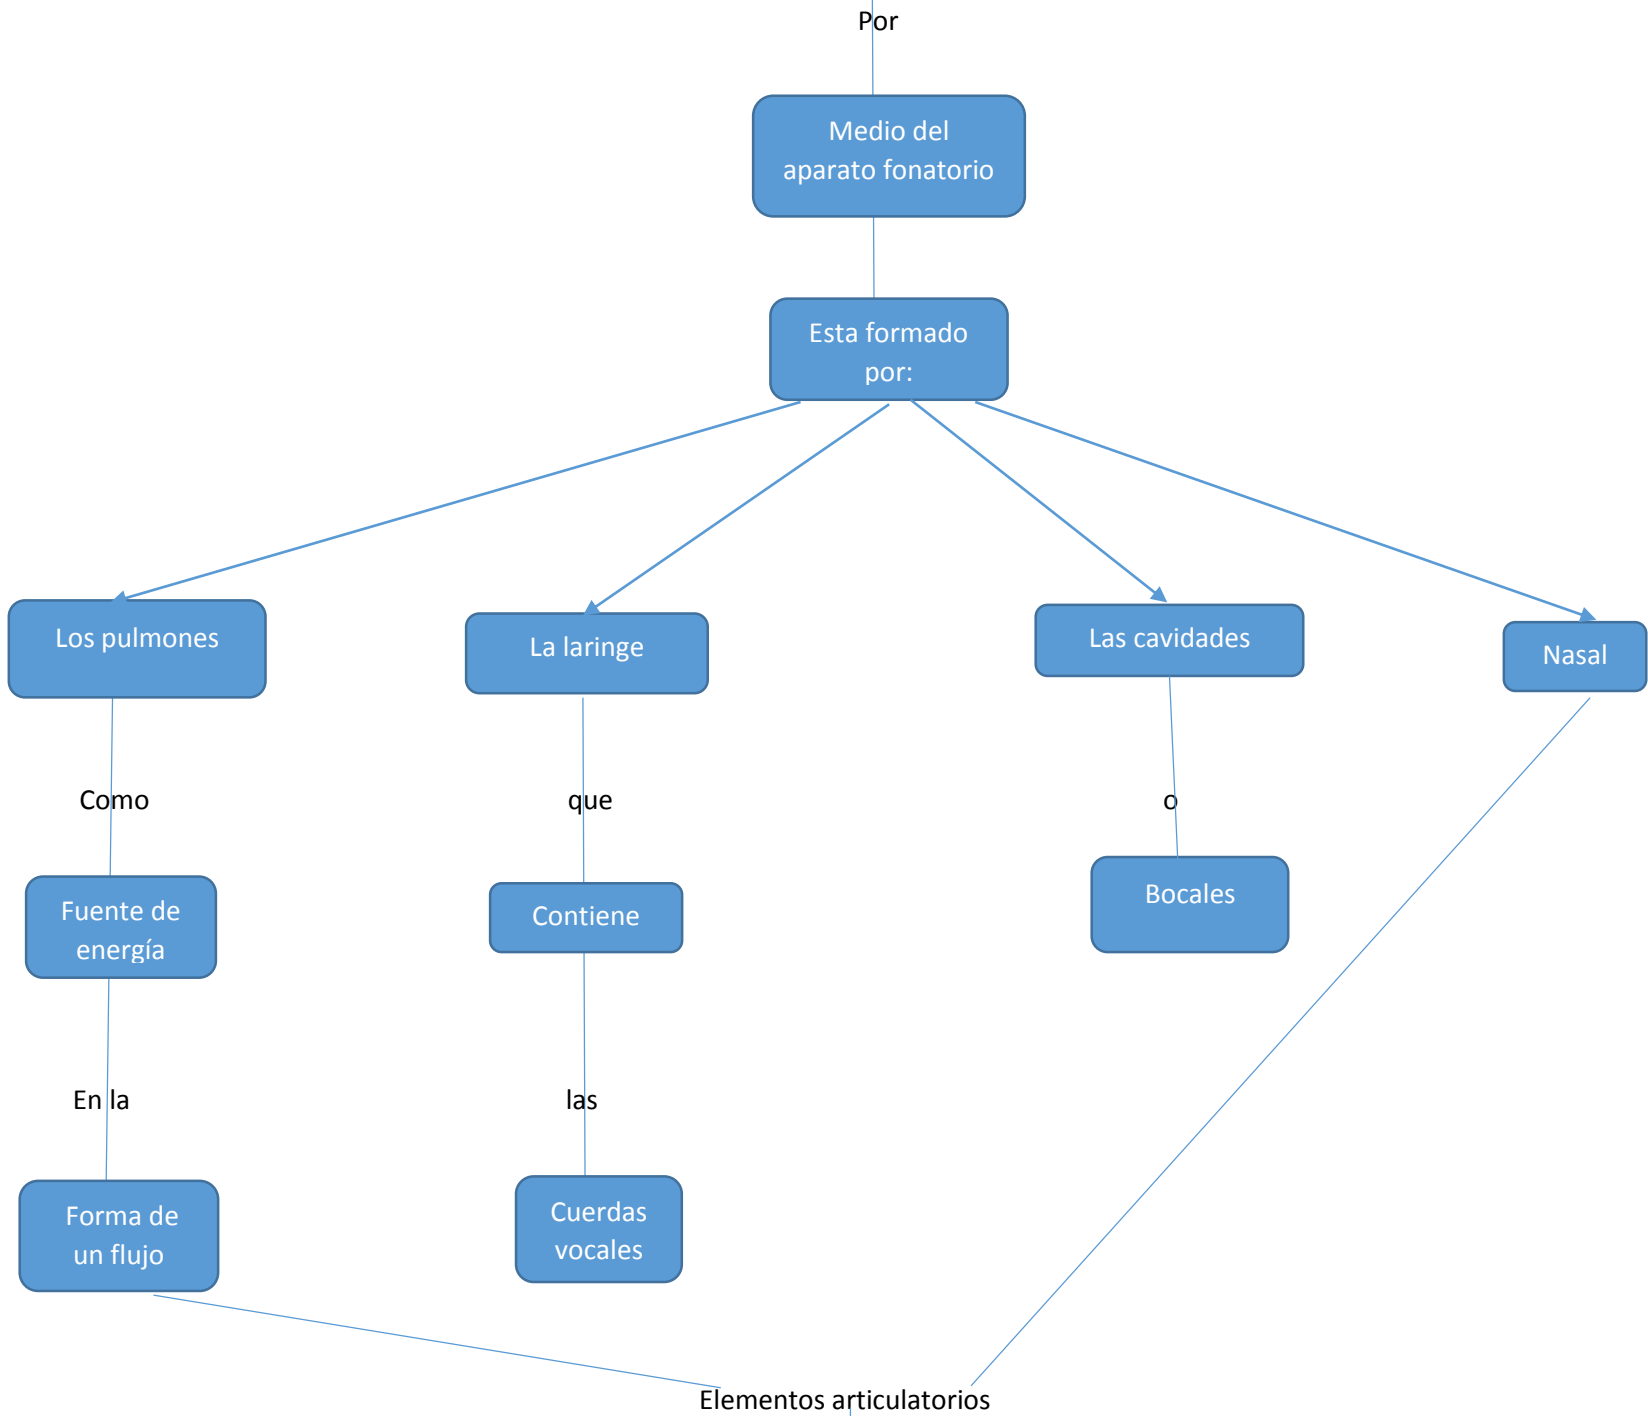 Por
Medio del
aparato fonatorio
Esta formado
por:
Los pulmones
La laringe
Las cavidades
Nasal
Como
que
o
Fuente de
energía
Contiene
Bocales
En la
las
Forma de
un flujo
Cuerdas
vocales
Elementos articulatorios